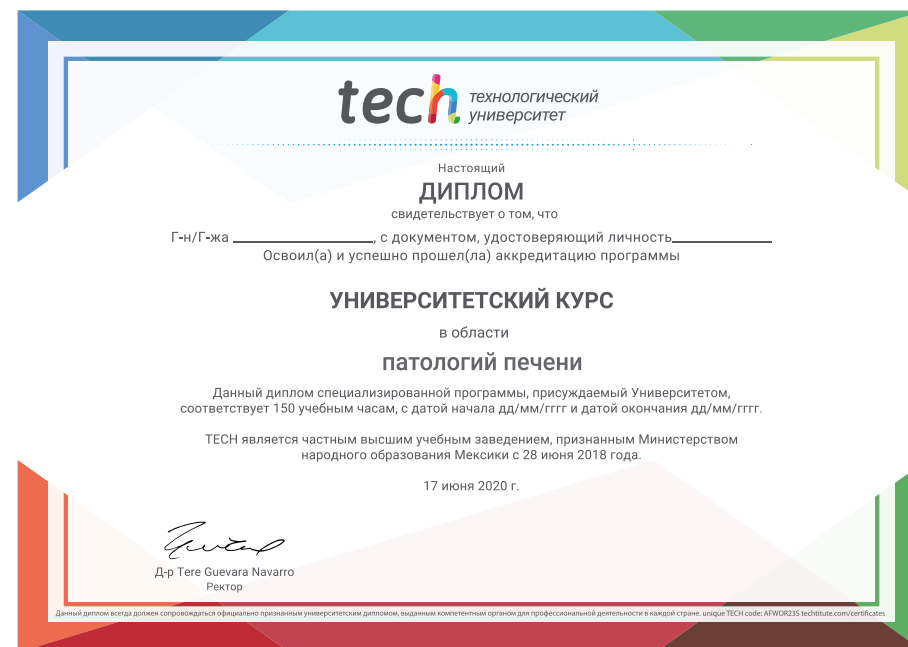 tech технологический университет
Настоящий
ДИПЛОМ
свидетельствует о том, что
Г-н/Г-жа ________________, с документом, удостоверяющий личность____________
Освоил(а) и успешно прошел(ла) аккредитацию программы
УНИВЕРСИТЕТСКИЙ КУРС
в области
патологий печени
Данный диплом специализированной программы, присуждаемый Университетом,
соответствует 150 учебным часам, с датой начала дд/мм/гггг и датой окончания дд/мм/гггг.
TECH является частным высшим учебным заведением, признанным Министерством
народного образования Мексики с 28 июня 2018 года.
17 июня 2020 г.
Д-р Tere Guevara Navarro
Ректор
Данный диплом всегда должен сопровождаться официально признанным университетским дипломом, выданным компетентным органом для профессиональной деятельности в каждой стране. unique TECH code: AFWOR23S techtitute.com/certificates